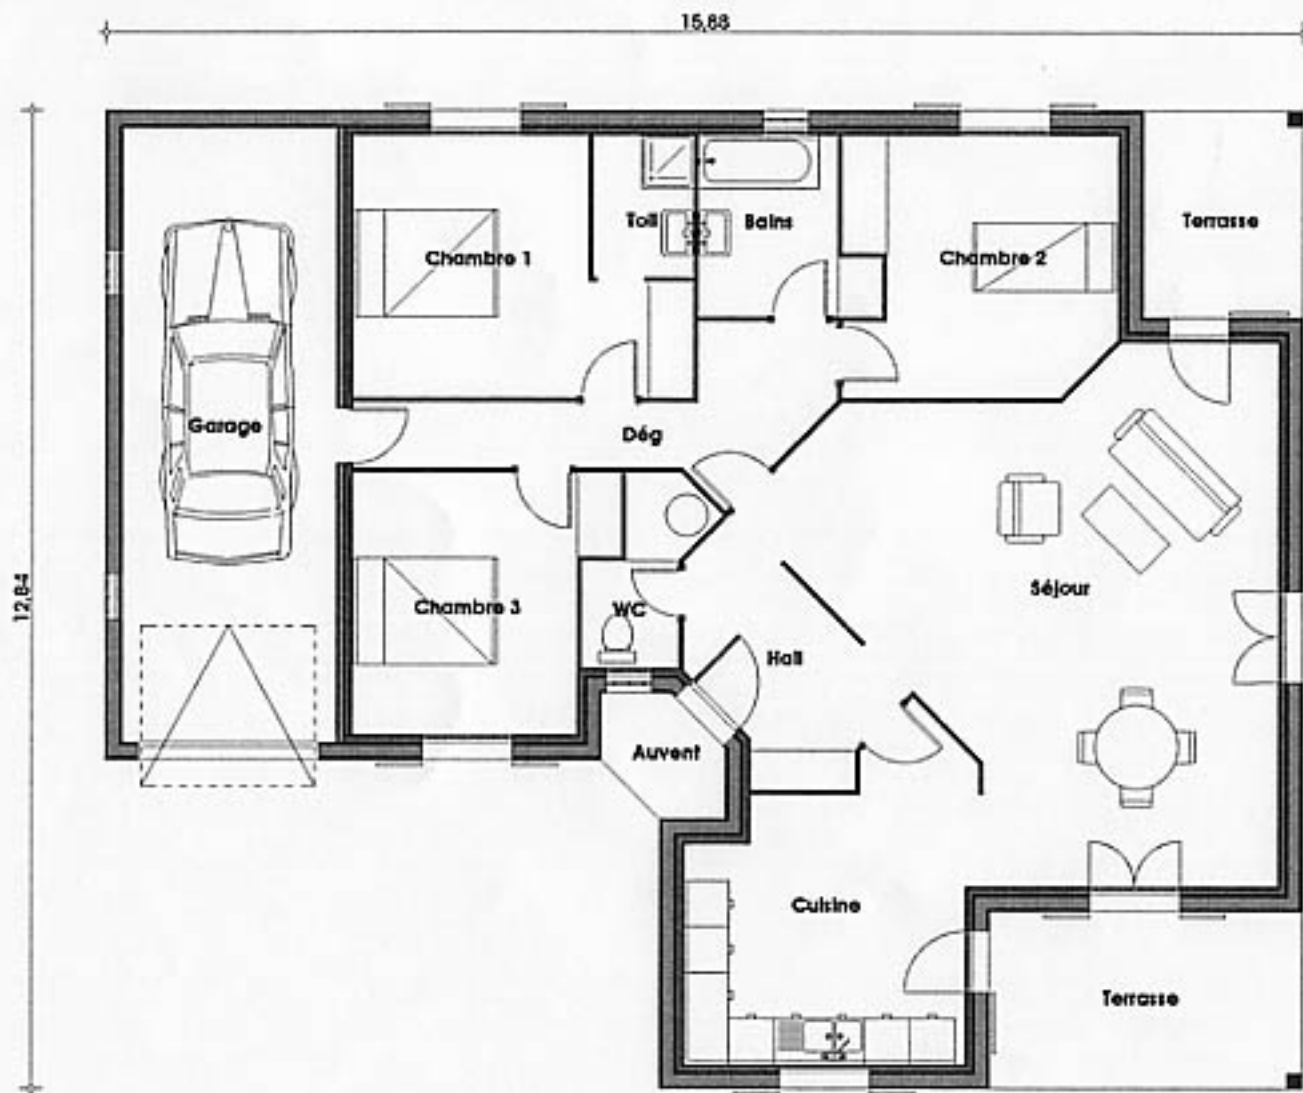 15,88
Toil
Bains
Terrasse
Chambre 1
Chambre 2
Garage
Dég
Séjour
12,84
Chambre 3
WC
Hall
Auvent
Cuisine
Terrasse